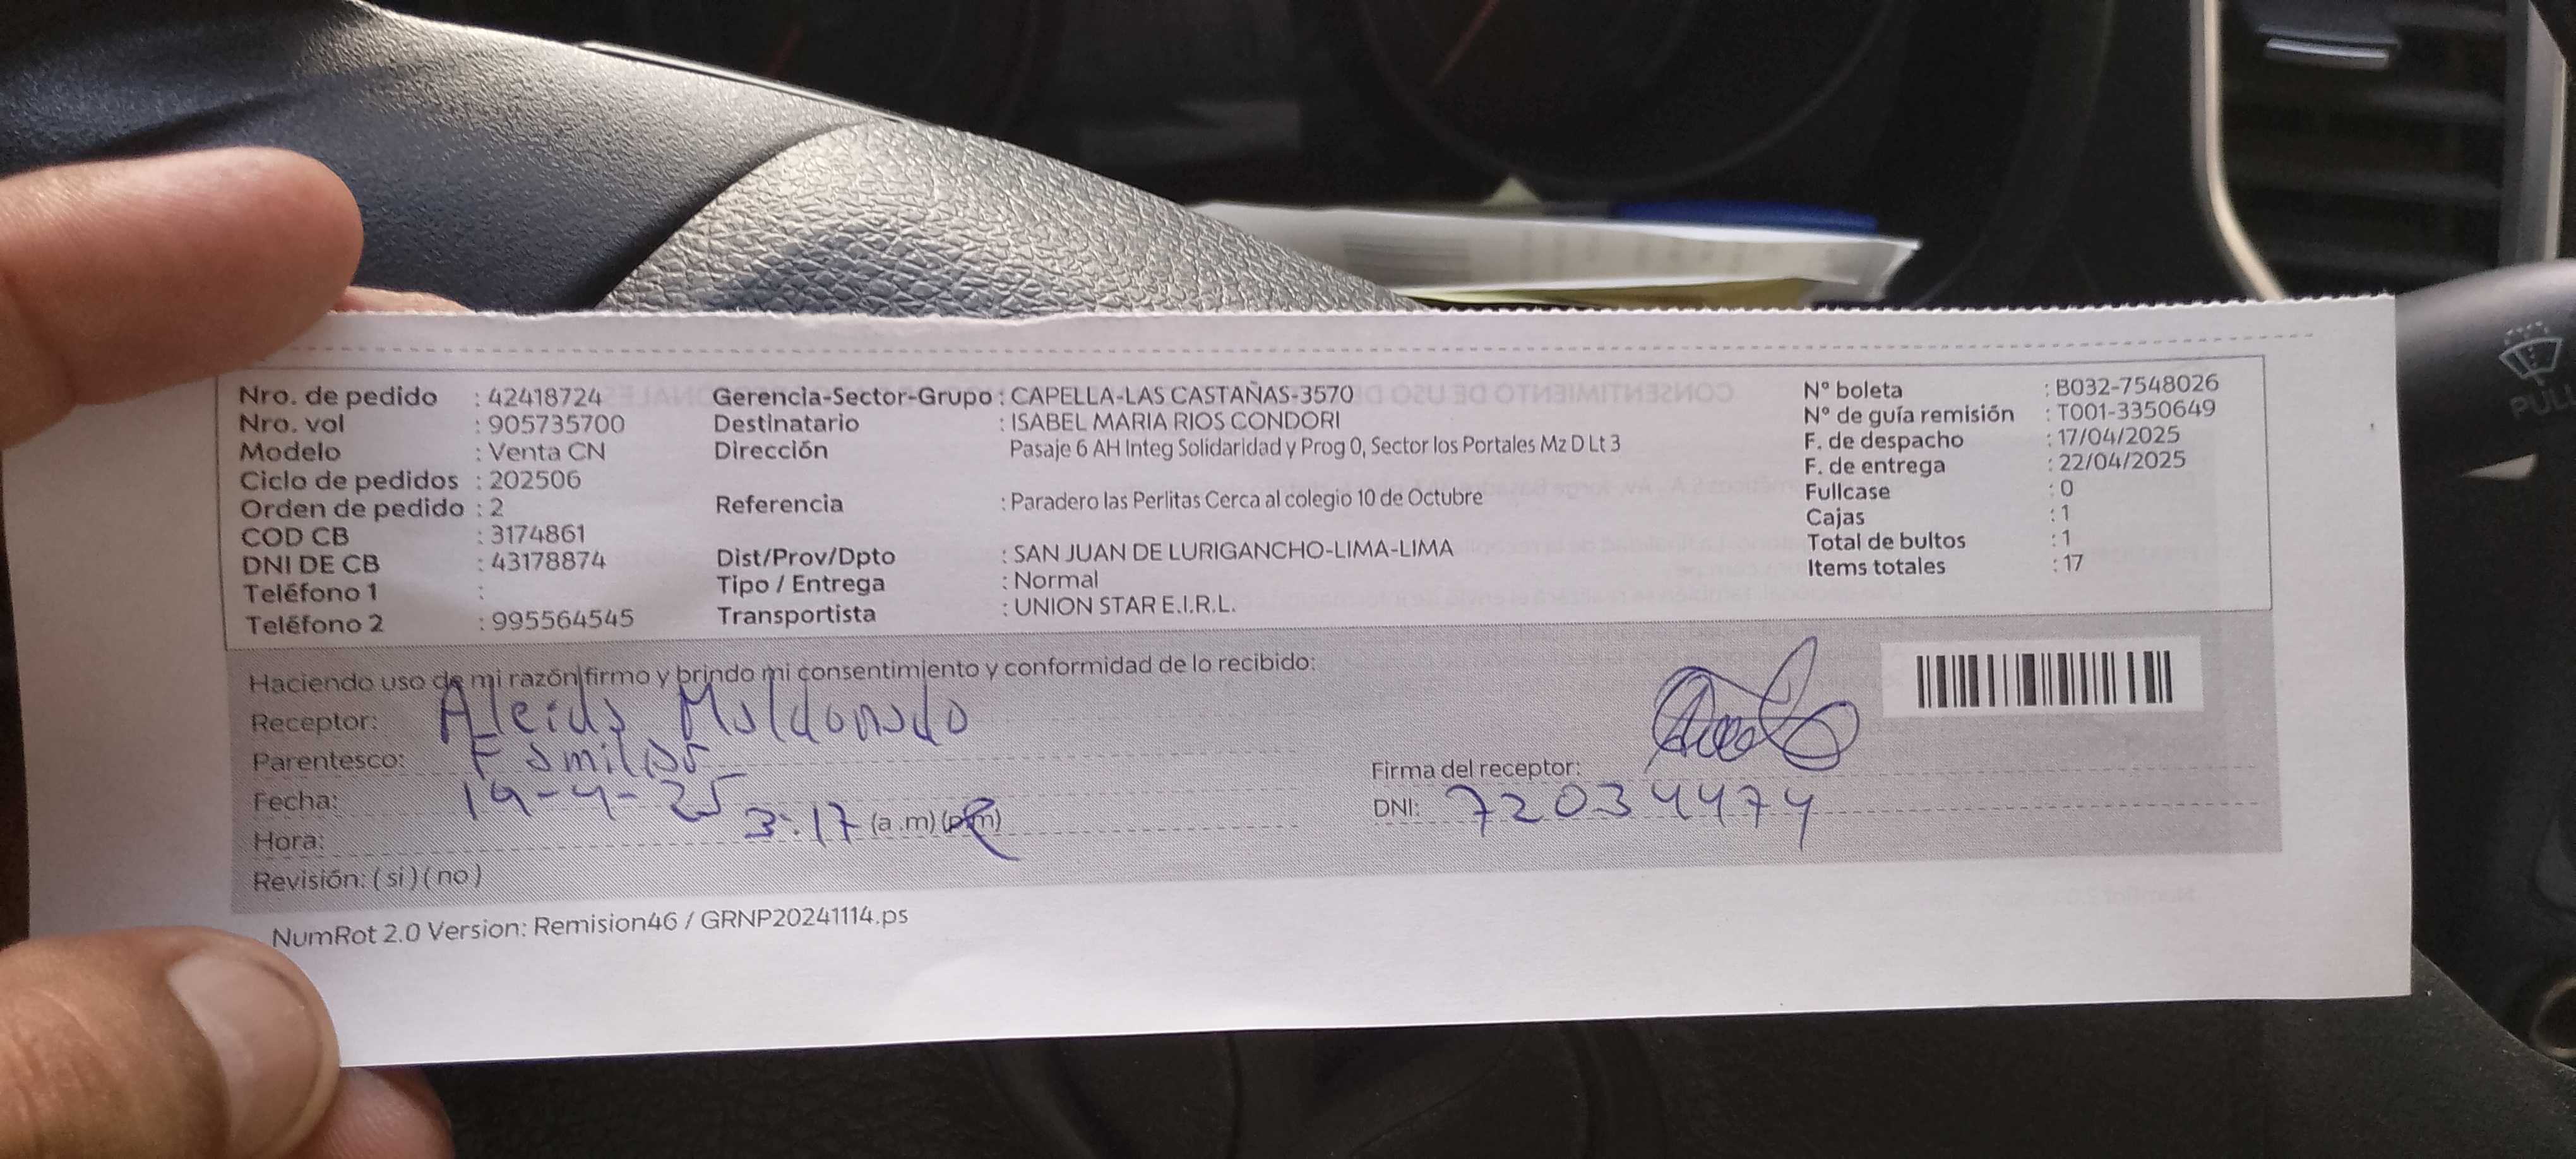 Nro. de pedido : 42418724
Nro. vol : 905735700
Modelo : Venta CN
Ciclo de pedidos : 202506
Orden de pedido : 2
COD CB : 3174861
DNI DE CB : 43178874
Teléfono 1 :
Teléfono 2 : 995564545
Gerencia-Sector-Grupo : CAPELLA-LAS CASTAÑAS-3570
Destinatario : ISABEL MARIA RIOS CONDORI
Dirección Pasaje 6 AH Integ Solidaridad y Prog 0, Sector los Portales Mz D Lt 3
Referencia : Paradero las Perlitas Cerca al colegio 10 de Octubre
Dist/Prov/Dpto : SAN JUAN DE LURIGANCHO-LIMA-LIMA
Tipo / Entrega : Normal
Transportista : UNION STAR E.I.R.L.
N° boleta : B032-7548026
N° de guía remisión : T001-3350649
F. de despacho : 17/04/2025
F. de entrega : 22/04/2025
Fullcase : 0
Cajas : 1
Total de bultos : 1
Items totales : 17
Haciendo uso de mi razón firmo y brindo mi consentimiento y conformidad de lo recibido:
Receptor: Aleida Maldonado
Parentesco: Familiar
Fecha: 19-4-25
Hora: 3:17 (a.m) (p.m)
Revisión: ( si ) ( no )
Firma del receptor:
DNI: 72034474
NumRot 2.0 Version: Remision46 / GRNP20241114.ps
PULL